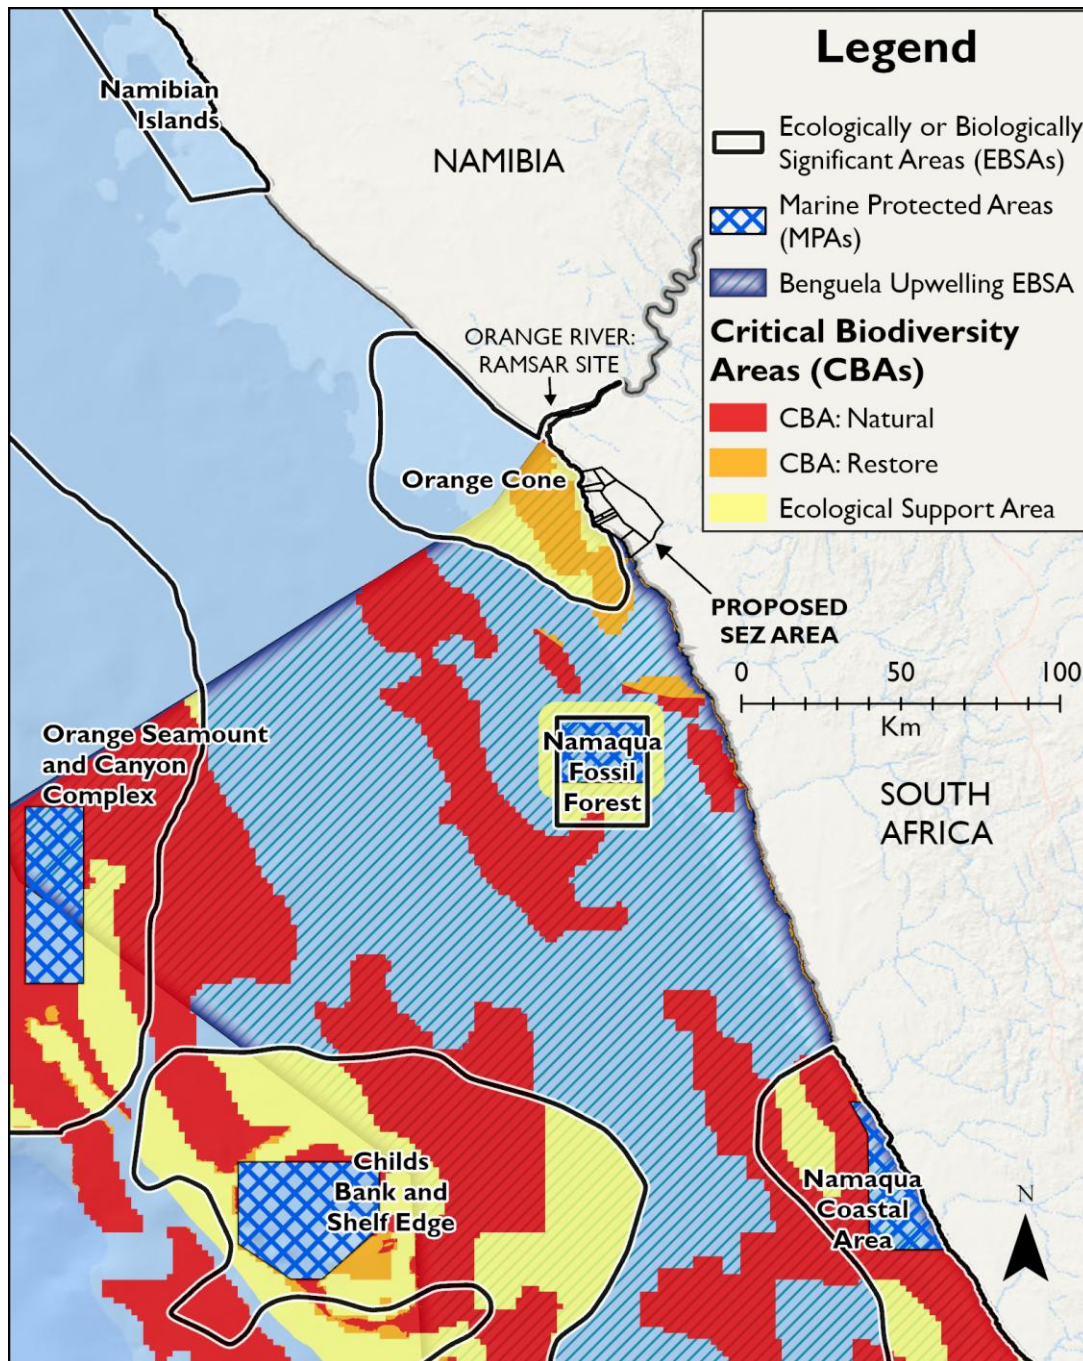 Legend
Ecologically or Biologically
Significant Areas (EBSAs)
Marine Protected Areas
(MPAs)
Benguela Upwelling EBSA
Critical Biodiversity
Areas (CBAs)
CBA: Natural
CBA: Restore
Ecological Support Area
Namibian
Islands
NAMIBIA
ORANGE RIVER:
RAMSAR SITE
Orange Cone
PROPOSED
SEZ AREA
0 50 100
Km
Orange Seamount
and Canyon
Complex
Namaqua
Fossil
Forest
SOUTH
AFRICA
Childs
Bank and
Shelf Edge
Namaqua
Coastal
Area
N